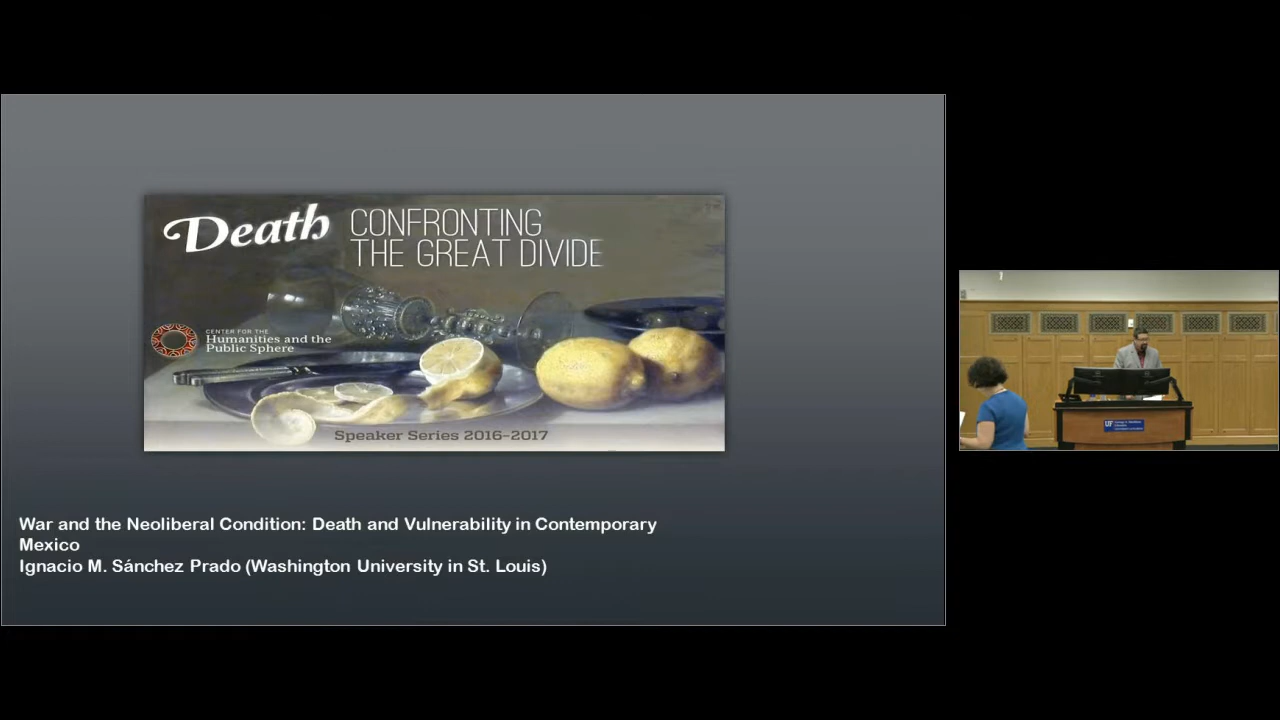 Death
CONFRONTING
THE GREAT DIVIDE
CENTER FOR THE
Humanities and the
Public Sphere
Speaker Series 2016-2017
War and the Neoliberal Condition: Death and Vulnerability in Contemporary
Mexico
Ignacio M. Sánchez Prado (Washington University in St. Louis)
UF